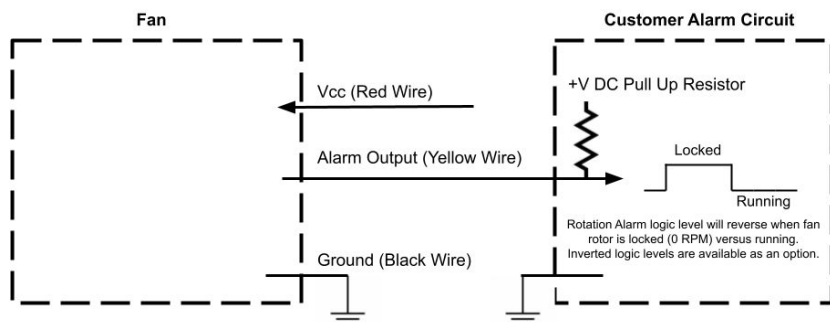 Fan
Customer Alarm Circuit
Vcc (Red Wire)
+V DC Pull Up Resistor
Alarm Output (Yellow Wire)
Locked
Running
Rotation Alarm logic level will reverse when fan
rotor is locked (0 RPM) versus running.
Inverted logic levels are available as an option.
Ground (Black Wire)